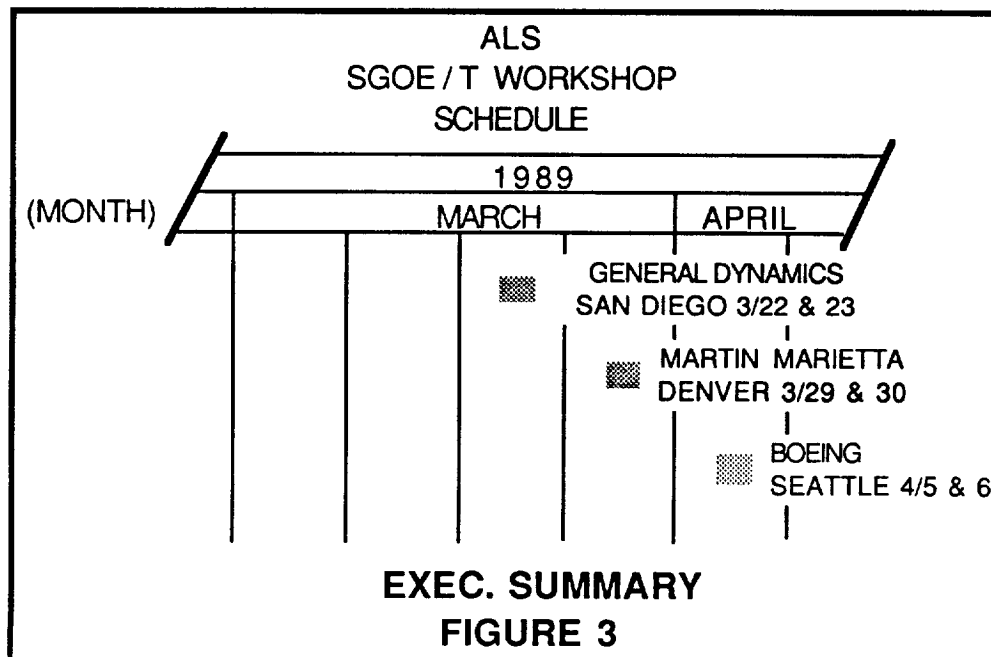 ALS
SGOE / T WORKSHOP
SCHEDULE
1989
(MONTH)
MARCH
APRIL
GENERAL DYNAMICS
SAN DIEGO 3/22 & 23
MARTIN MARIETTA
DENVER 3/29 & 30
BOEING
SEATTLE 4/5 & 6
EXEC. SUMMARY
FIGURE 3